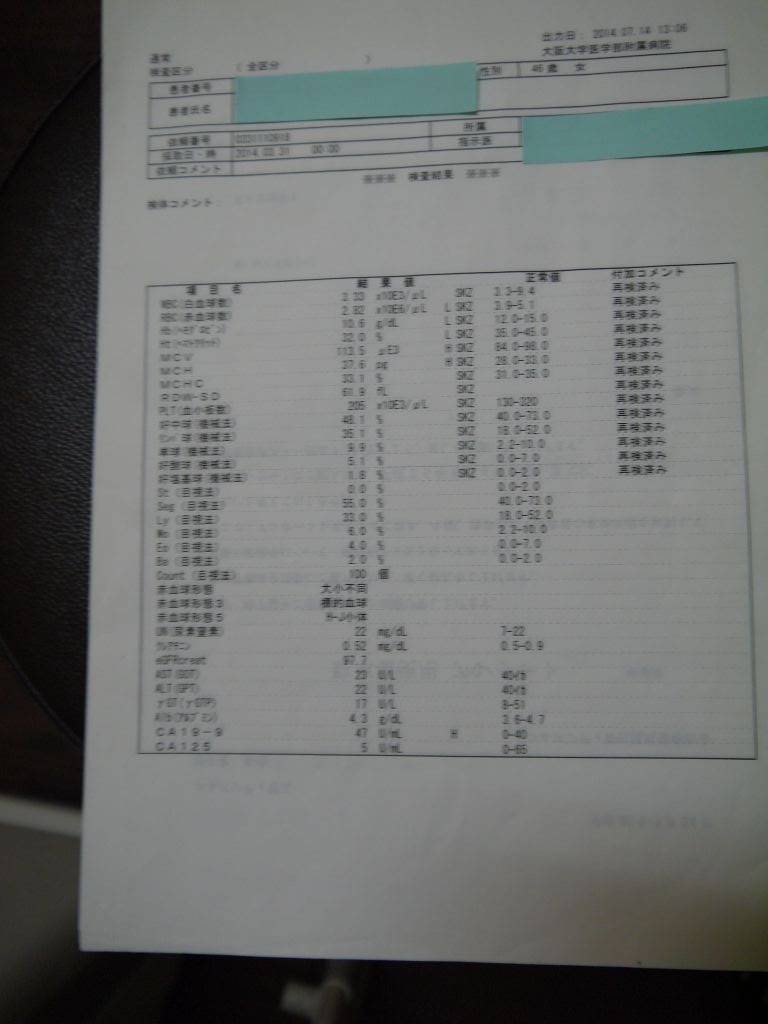 出力日: 2014.07.14 13:06
大阪大学医学部附属病院
通常
検査区分 ( 全区分 )
患者番号 性別 46歳 女
患者氏名
依頼番号 所属
採取日・時 2014.03.31 00:00 指示医
依頼コメント
*** 検査結果 ***
検体コメント:
項目名 結果値 正常値 付加コメント
WBC(白血球数) 3.33 x10E3/μL SKZ 3.3-9.4 再検済み
RBC(赤血球数) 2.82 x10E6/μL L SKZ 3.9-5.1 再検済み
Hb(ヘモグロビン) 10.6 g/dL L SKZ 12.0-15.0 再検済み
Ht(ヘマトクリット) 32.0 % L SKZ 35.0-45.0 再検済み
MCV 113.5 μE3 H SKZ 84.0-98.0 再検済み
MCH 37.6 pg H SKZ 28.0-33.0 再検済み
MCHC 33.1 % SKZ 31.0-35.0 再検済み
RDW-SD 61.9 fL SKZ 再検済み
PLT(血小板数) 205 x10E3/μL SKZ 130-320 再検済み
好中球(機械法) 48.1 % SKZ 40.0-73.0 再検済み
リンパ球(機械法) 35.1 % SKZ 18.0-52.0 再検済み
単球(機械法) 9.9 % SKZ 2.2-10.0 再検済み
好酸球(機械法) 5.1 % SKZ 0.0-7.0 再検済み
好塩基球(機械法) 1.8 % SKZ 0.0-2.0 再検済み
St (目視法) 0.0 % 0.0-2.0
Seg (目視法) 55.0 % 40.0-73.0
Ly (目視法) 33.0 % 18.0-52.0
Mo (目視法) 6.0 % 2.2-10.0
Eo (目視法) 4.0 % 0.0-7.0
Ba (目視法) 2.0 % 0.0-2.0
Count (目視法) 100 個
赤血球形態 大小不同
赤血球形態3 標的血球
赤血球形態5 H-J小体
UN(尿素窒素) 22 mg/dL 7-22
クレアチニン 0.52 mg/dL 0.5-0.9
eGFRcreat 97.7
AST(GOT) 23 U/L 40イカ
ALT(GPT) 22 U/L 40イカ
γGT(γGTP) 17 U/L 8-51
Alb(アルブミン) 4.3 g/dL 3.6-4.7
CA19-9 47 U/mL H 0-40
CA125 5 U/mL 0-65